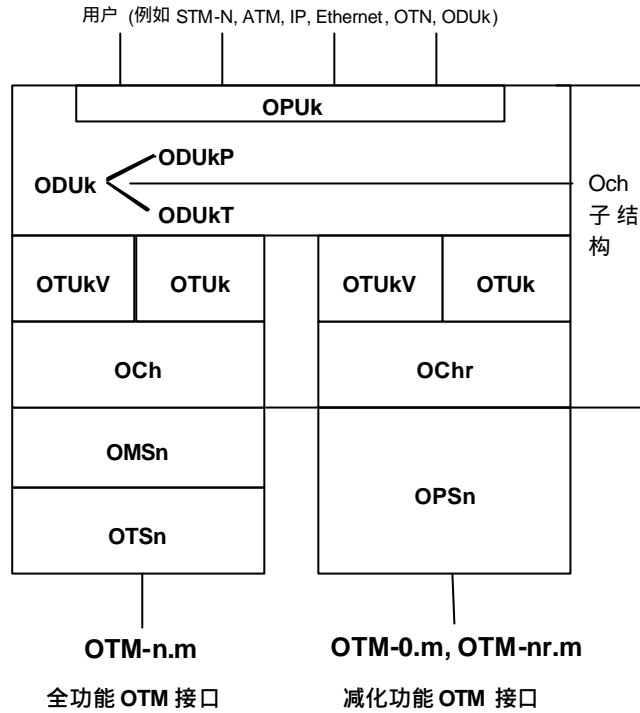 用户 (例如 STM-N, ATM, IP, Ethernet, OTN, ODUk)
OPUk
ODUk
ODUkP
ODUkT
Och
子 结
构
OTUkV
OTUk
OTUkV
OTUk
OCh
OChr
OMSn
OPSn
OTSn
OTM-n.m
OTM-0.m, OTM-nr.m
全功能 OTM 接口
减化功能 OTM 接口